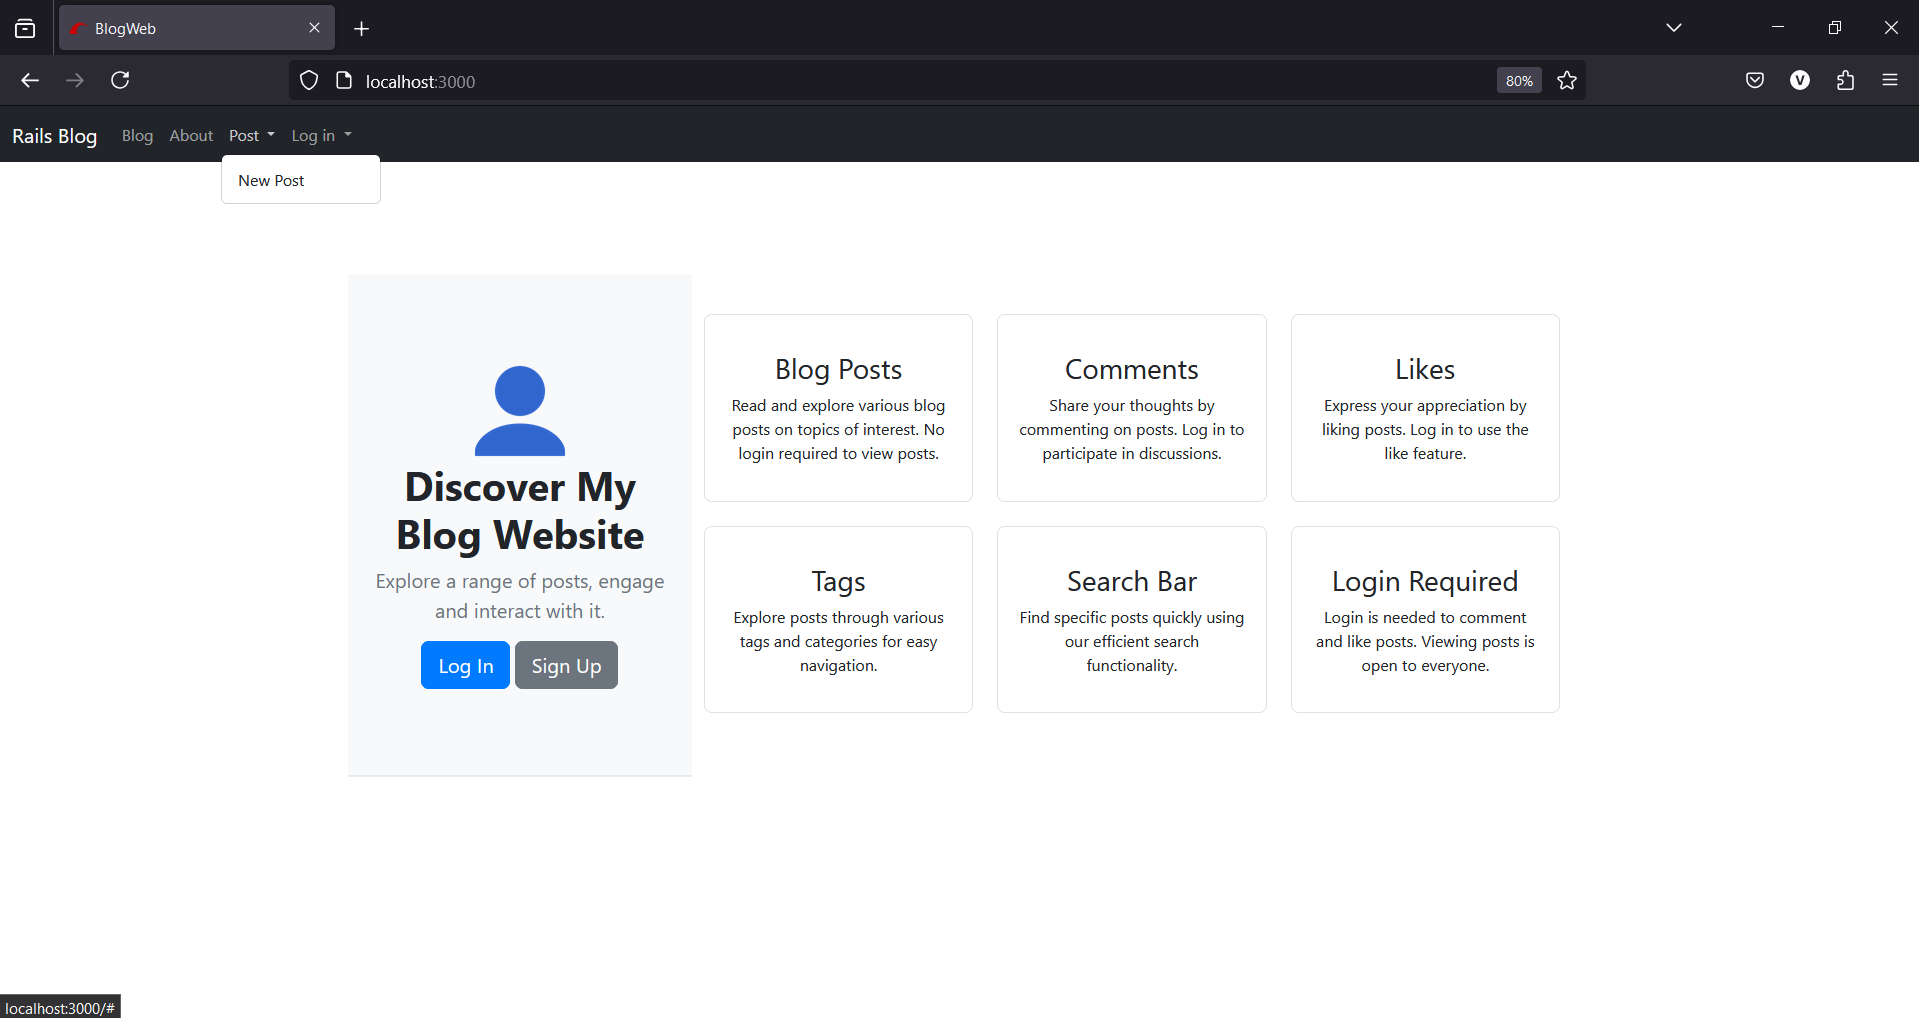 BlogWeb
localhost:3000
80%
V
Rails Blog Blog About Post Log in
New Post
Discover My
Blog Website
Explore a range of posts, engage
and interact with it.
Log In Sign Up
Blog Posts
Read and explore various blog
posts on topics of interest. No
login required to view posts.
Comments
Share your thoughts by
commenting on posts. Log in to
participate in discussions.
Likes
Express your appreciation by
liking posts. Log in to use the
like feature.
Tags
Explore posts through various
tags and categories for easy
navigation.
Search Bar
Find specific posts quickly using
our efficient search
functionality.
Login Required
Login is needed to comment
and like posts. Viewing posts is
open to everyone.
localhost:3000/#